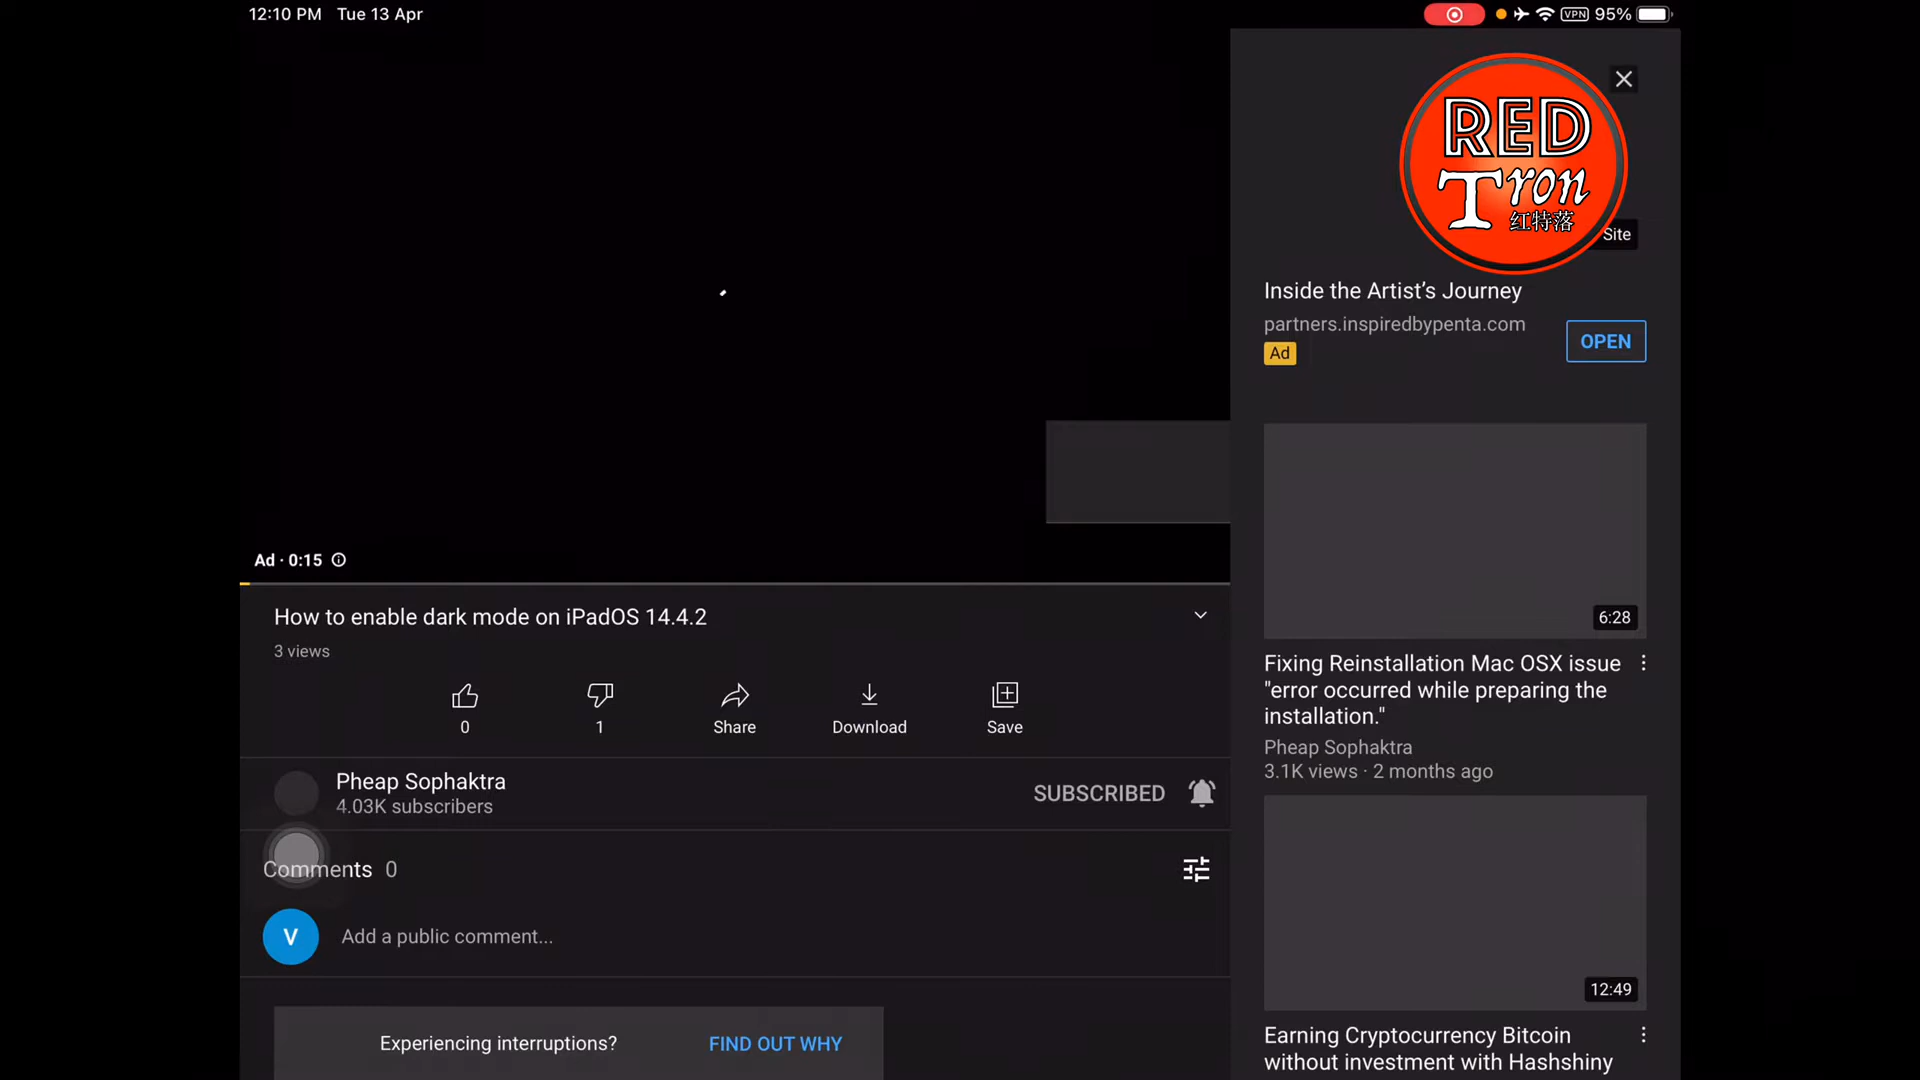 12:10 PM Tue 13 Apr
VPN 95%
RED
Tron
红特落
Site
Inside the Artist’s Journey
partners.inspiredbypenta.com
Ad
OPEN
Ad · 0:15
How to enable dark mode on iPadOS 14.4.2
3 views
0
1
Share
Download
Save
Pheap Sophaktra
4.03K subscribers
SUBSCRIBED
Comments 0
V
Add a public comment...
Experiencing interruptions? FIND OUT WHY
6:28
Fixing Reinstallation Mac OSX issue
"error occurred while preparing the
installation."
Pheap Sophaktra
3.1K views · 2 months ago
12:49
Earning Cryptocurrency Bitcoin
without investment with Hashshiny